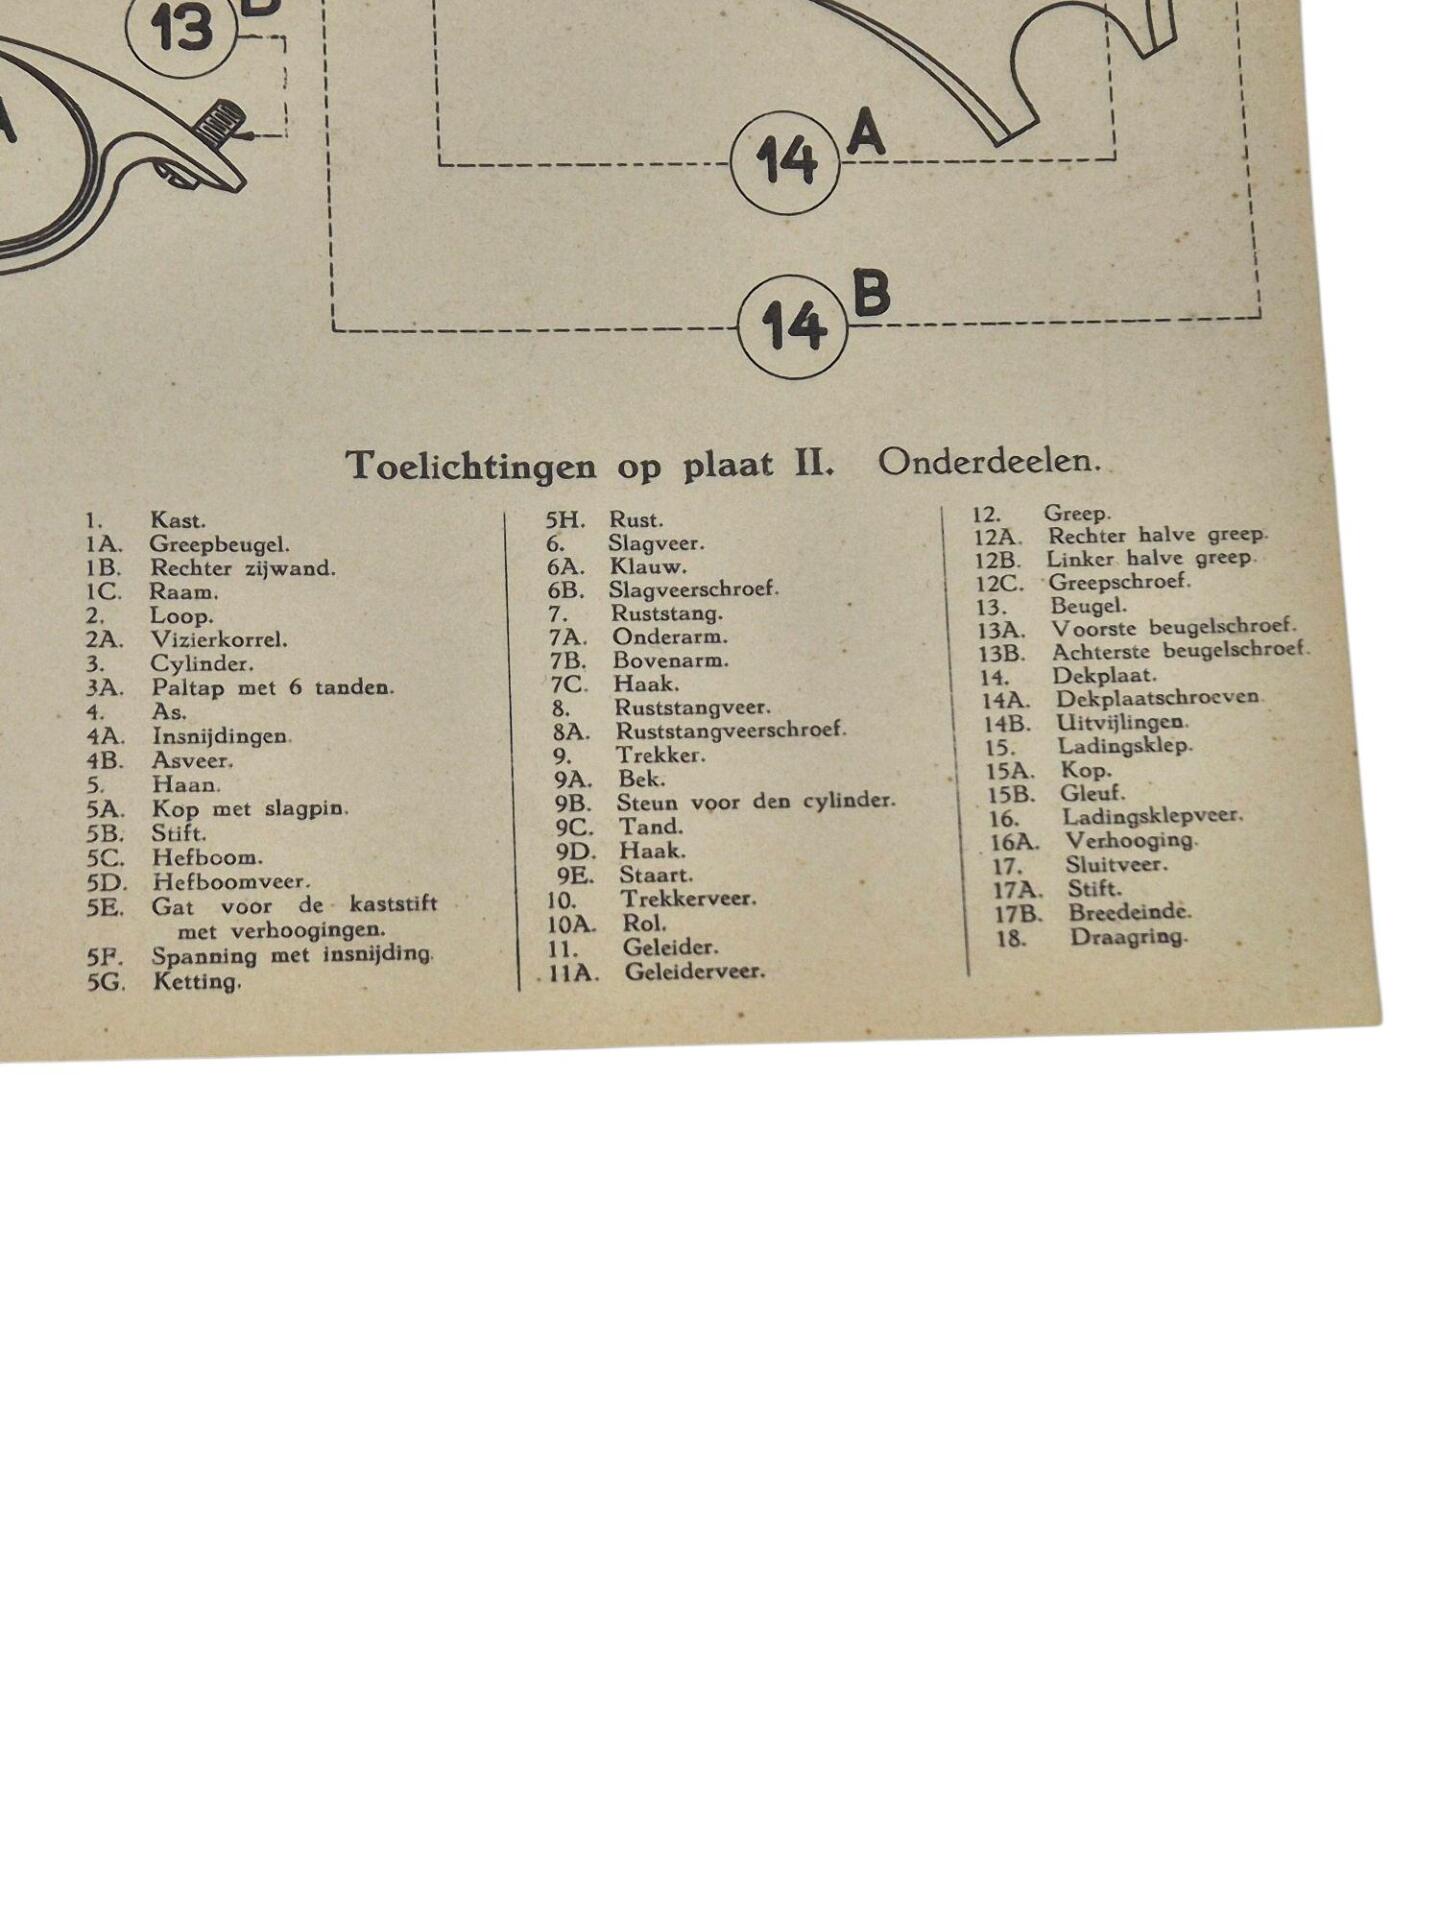 13
14 A
14 B
Toelichtingen op plaat II. Onderdeelen.
1. Kast.
1A. Greepbeugel.
1B. Rechter zijwand.
1C. Raam.
2. Loop.
2A. Vizierkorrel.
3. Cylinder.
3A. Paltap met 6 tanden.
4. As.
4A. Insnijdingen.
4B. Asveer.
5. Haan.
5A. Kop met slagpin.
5B. Stift.
5C. Hefboom.
5D. Hefboomveer.
5E. Gat voor de kaststift
met verhoogingen.
5F. Spanning met insnijding.
5G. Ketting.
5H. Rust.
6. Slagveer.
6A. Klauw.
6B. Slagveerschroef.
7. Ruststang.
7A. Onderarm.
7B. Bovenarm.
7C. Haak.
8. Ruststangveer.
8A. Ruststangveerschroef.
9. Trekker.
9A. Bek.
9B. Steun voor den cylinder.
9C. Tand.
9D. Haak.
9E. Staart.
10. Trekkerveer.
10A. Rol.
11. Geleider.
11A. Geleiderveer.
12. Greep.
12A. Rechter halve greep.
12B. Linker halve greep.
12C. Greepschroef.
13. Beugel.
13A. Voorste beugelschroef.
13B. Achterste beugelschroef.
14. Dekplaat.
14A. Dekplaatschroeven.
14B. Uitvijlingen.
15. Ladingsklep.
15A. Kop.
15B. Gleuf.
16. Ladingsklepveer.
16A. Verhooging.
17. Sluitveer.
17A. Stift.
17B. Breedeinde.
18. Draagring.